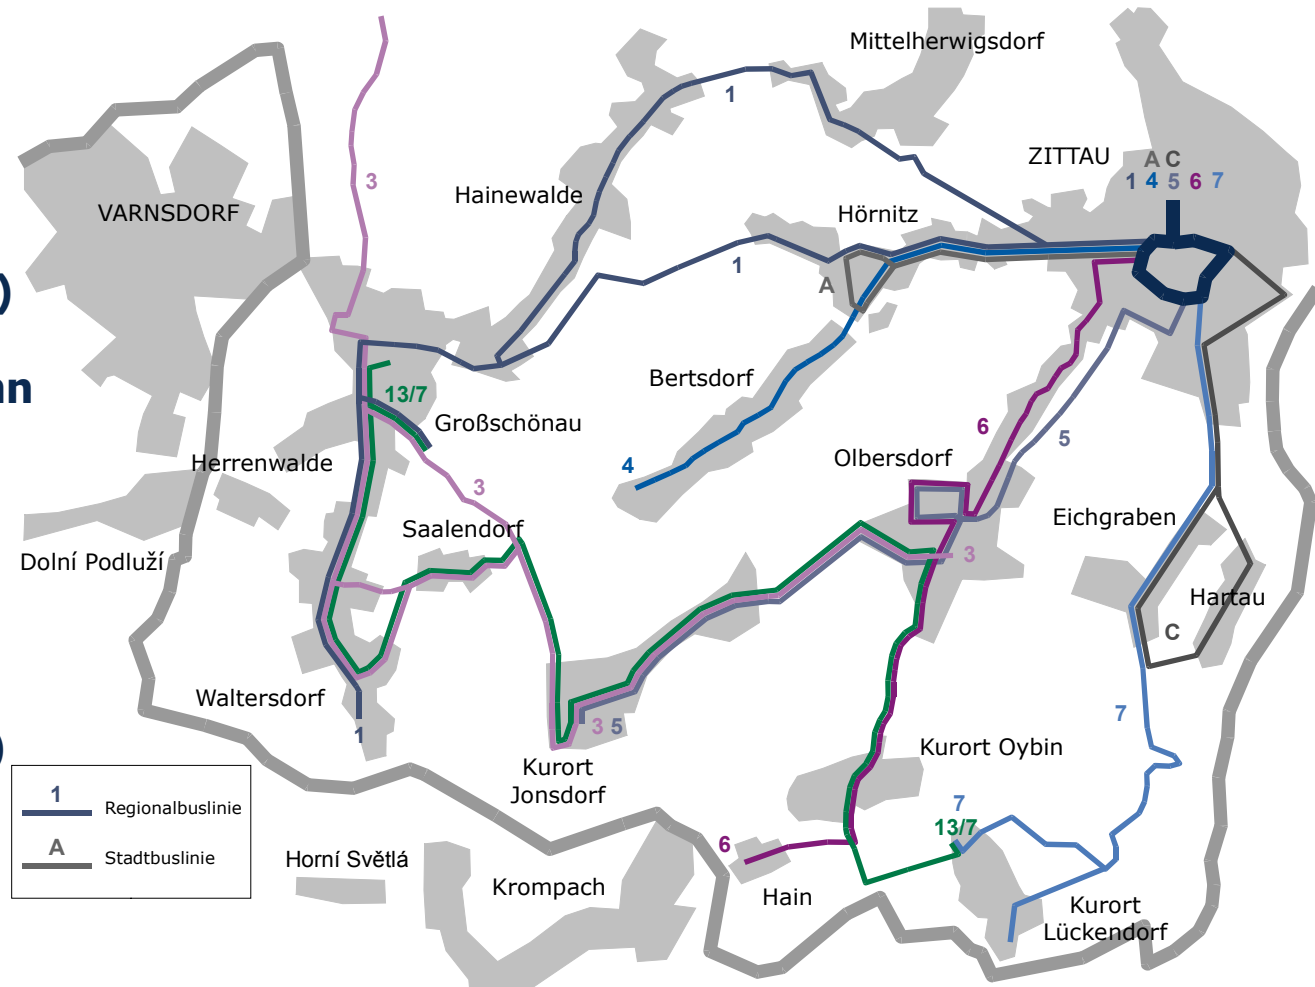 Mittelherwigsdorf
1
ZITTAU
A C
1 4 5 6 7
3
Hainewalde
VARNSDORF
Hörnitz
1
A
)
nn
Bertsdorf
13/7
Großschönau
6
5
Herrenwalde
4
Olbersdorf
3
Saalendorf
Eichgraben
Dolní Podluží
3
Hartau
C
Waltersdorf
1
3 5
7
Kurort Oybin
)
Kurort
Jonsdorf
1
Regionalbuslinie
A
Stadtbuslinie
7
13/7
6
Horní Světlá
Krompach
Hain
Kurort
Lückendorf